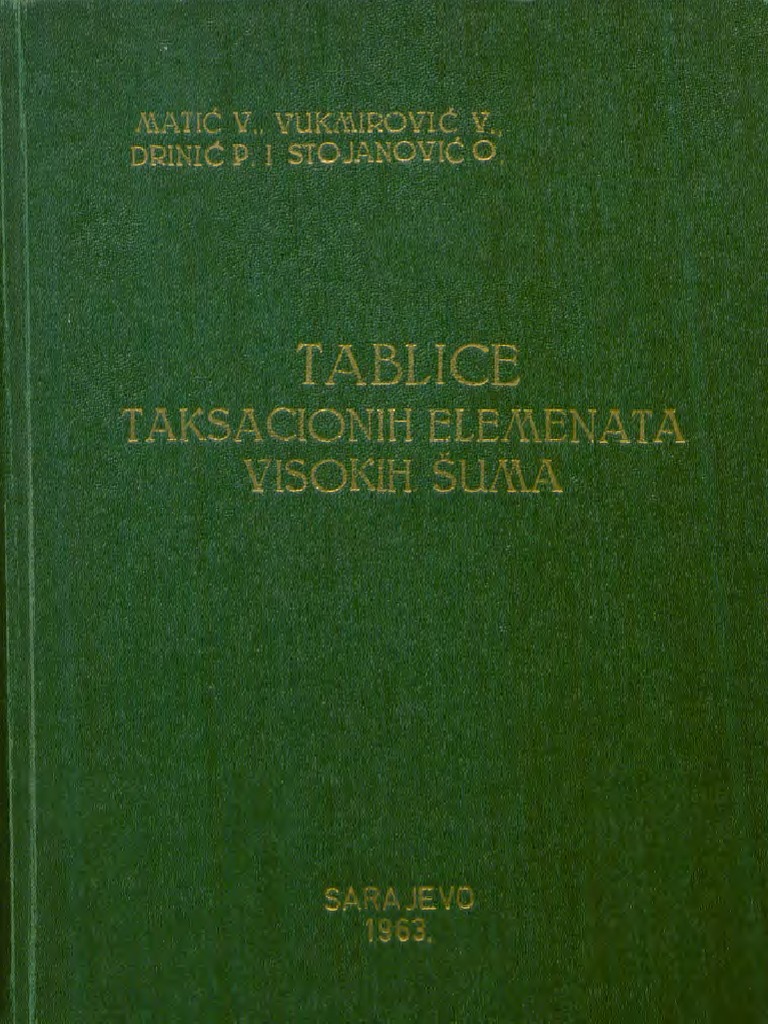 MATIĆ V., VUKMIROVIĆ V.,
DRINIĆ P. I STOJANOVIĆ O.
TABLICE
TAKSACIONIH ELEMENATA
VISOKIH ŠUMA
SARAJEVO
1963.